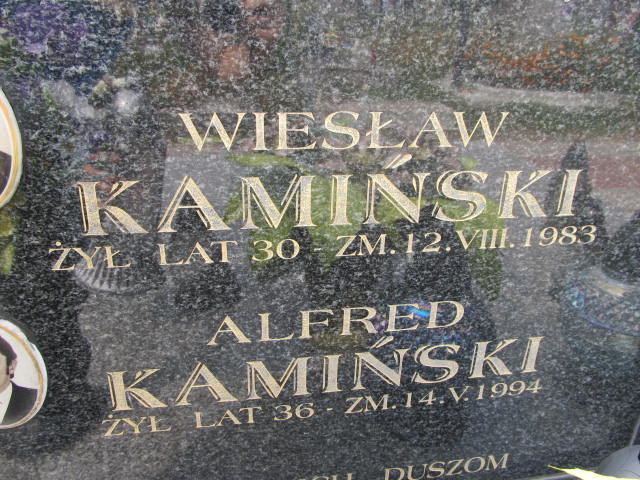 WIESŁAW
KAMIŃSKI
ŻYŁ LAT 30 - ZM. 12. VIII. 1983
ALFRED
KAMIŃSKI
ŻYŁ LAT 36 - ZM. 14. V. 1994
DUSZOM